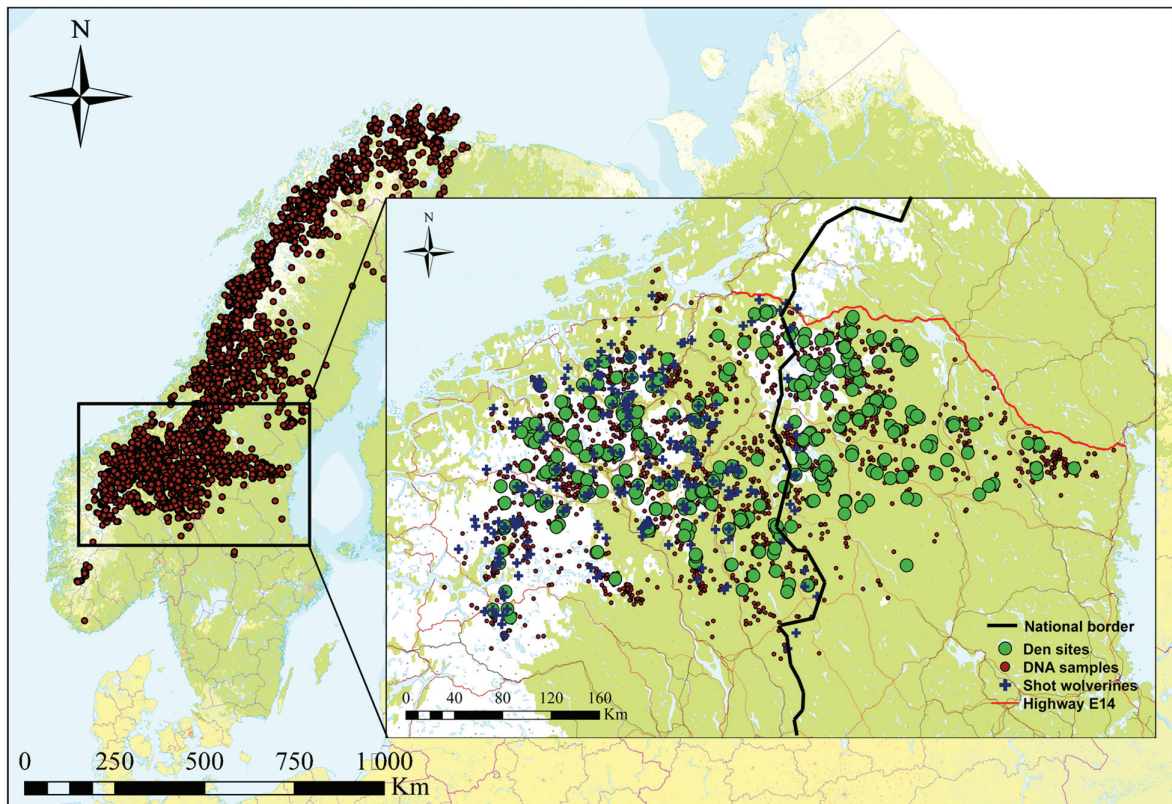 N
N
National border
Den sites
DNA samples
Shot wolverines
Highway E14
0 40 80 120 160
Km
0 250 500 750 1 000
Km